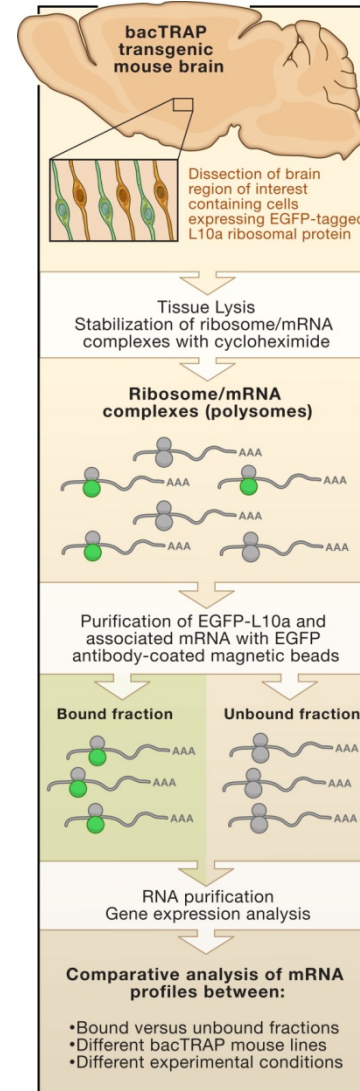 bacTRAP
transgenic
mouse brain
Dissection of brain
region of interest
containing cells
expressing EGFP-tagged
L10a ribosomal protein
Tissue Lysis
Stabilization of ribosome/mRNA
complexes with cycloheximide
Ribosome/mRNA
complexes (polysomes)
AAA
AAA
AAA
AAA
AAA
AAA
Purification of EGFP-L10a and
associated mRNA with EGFP
antibody-coated magnetic beads
Bound fraction
Unbound fraction
AAA
AAA
AAA
AAA
AAA
AAA
RNA purification
Gene expression analysis
Comparative analysis of mRNA
profiles between:
•Bound versus unbound fractions
•Different bacTRAP mouse lines
•Different experimental conditions